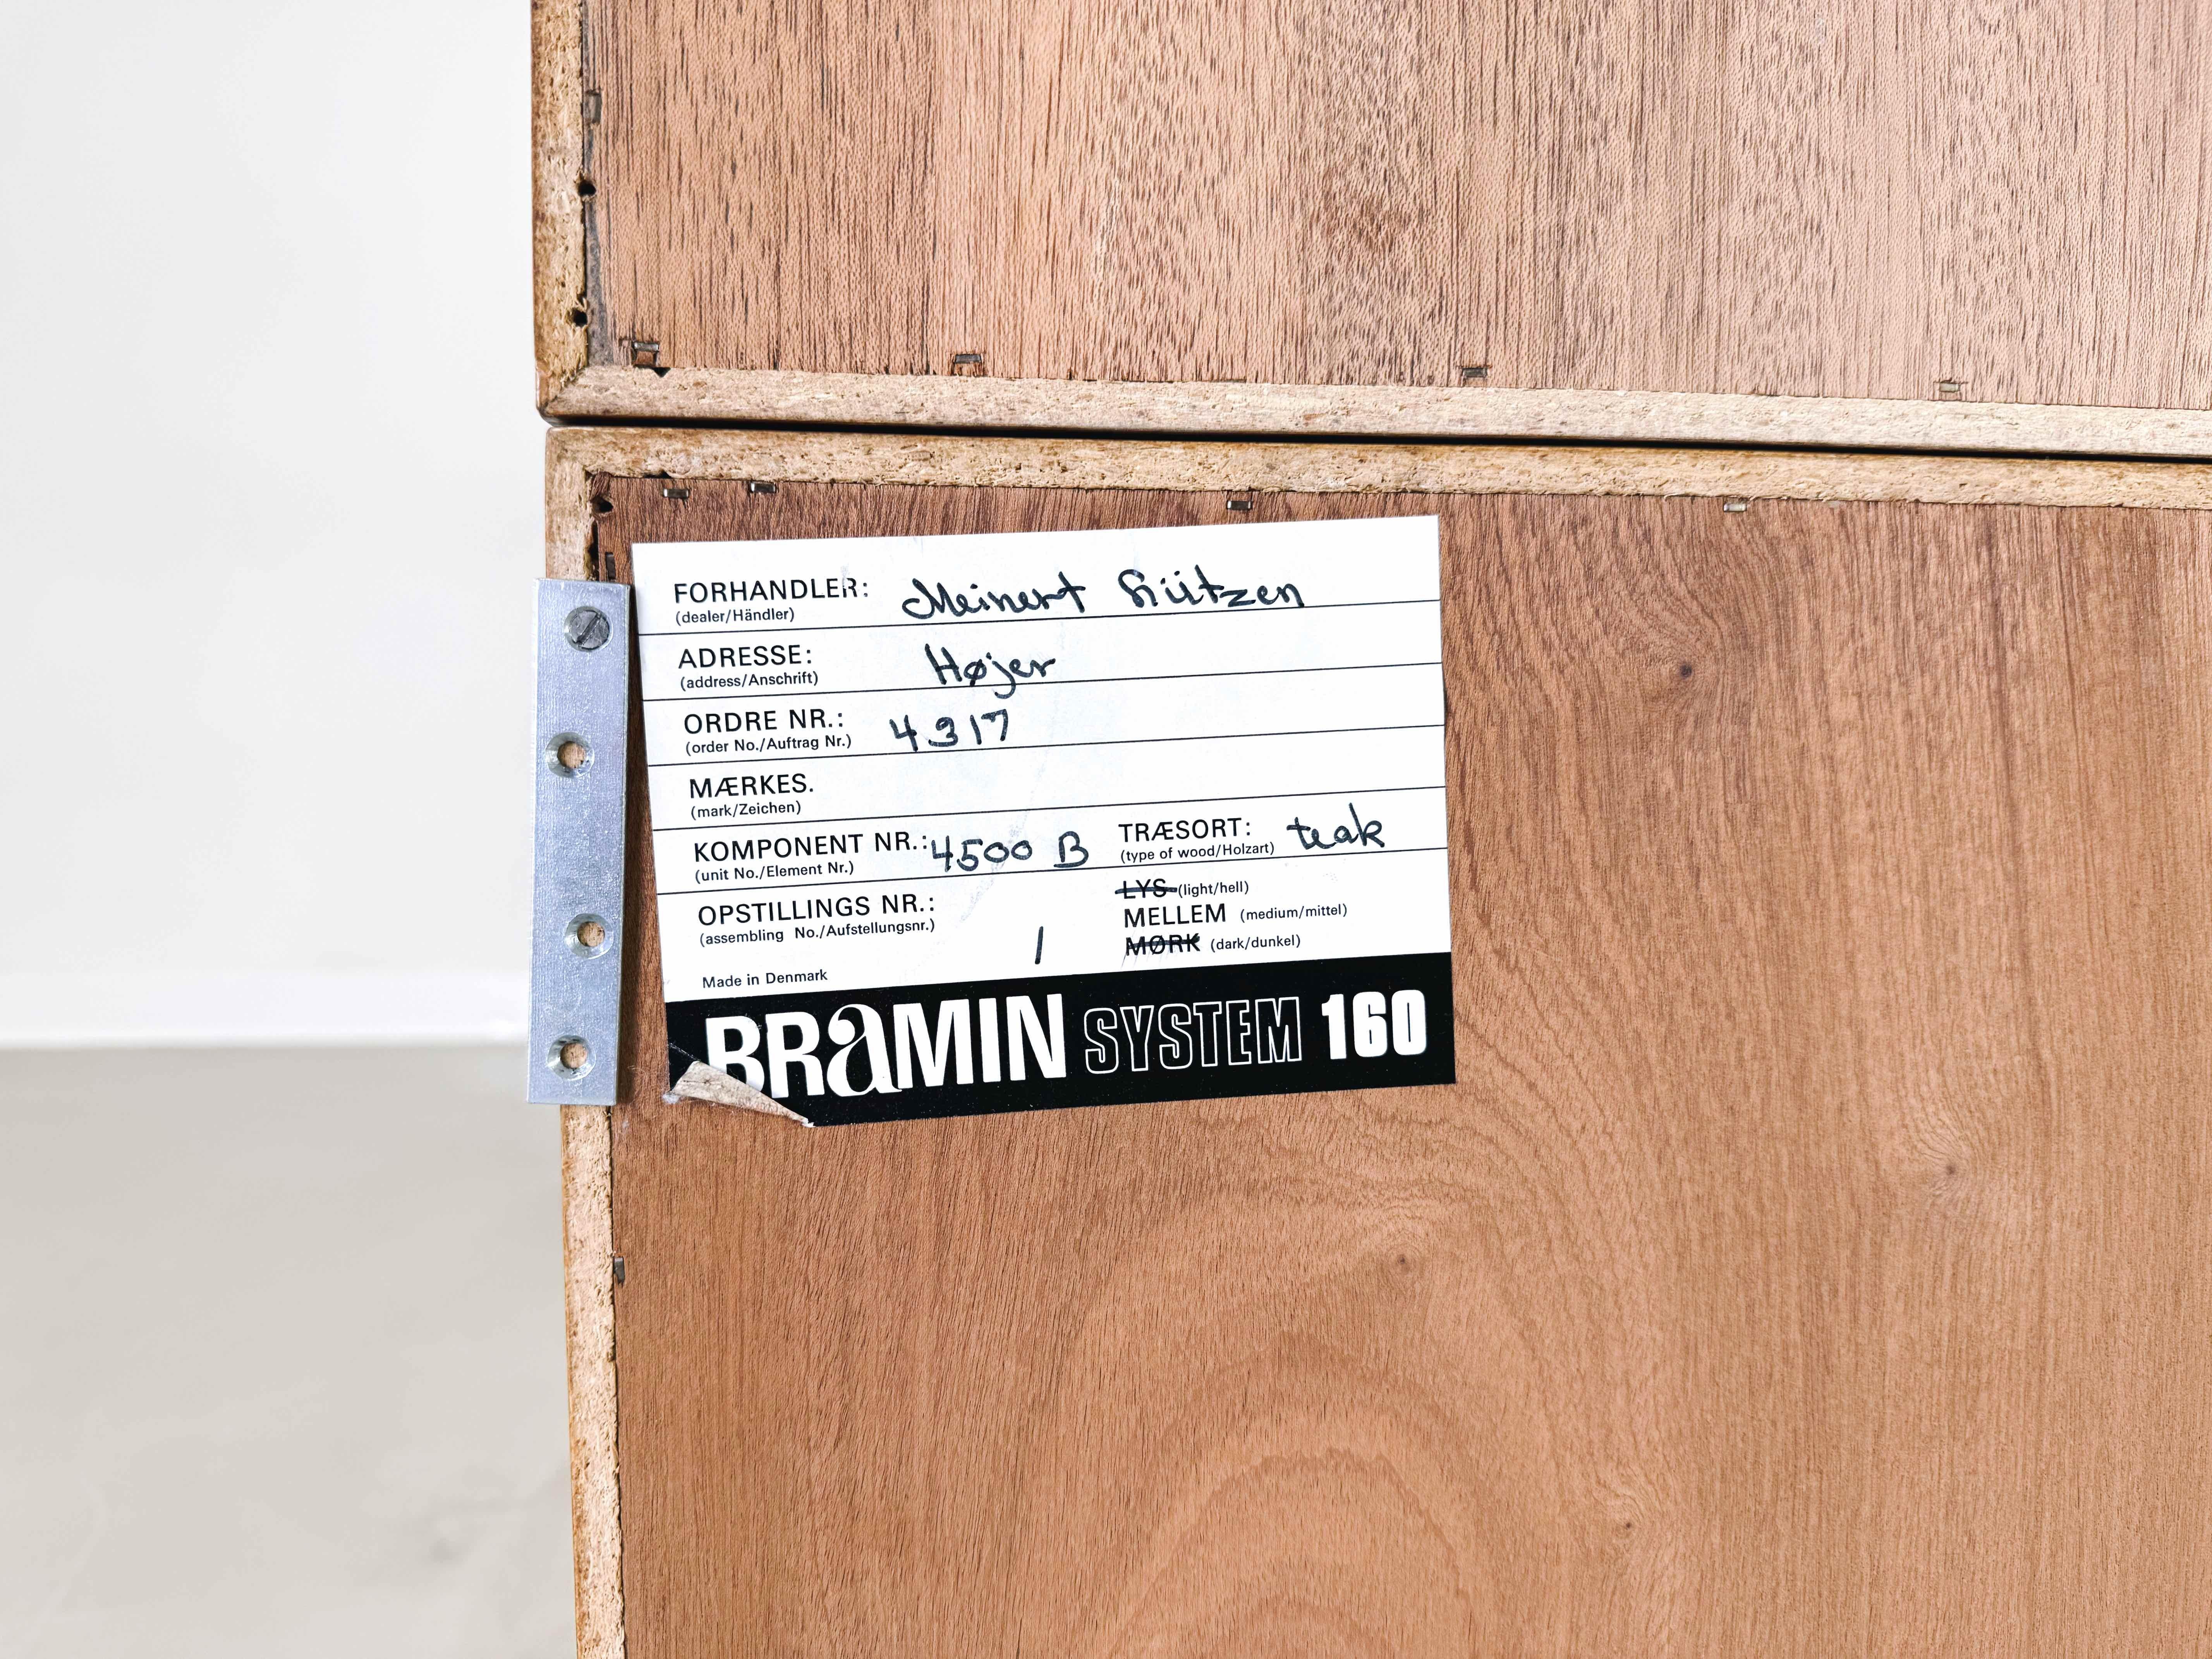 FORHANDLER: Meinert
(dealer/Händler)
ADRESSE: Højer
(address/Anschrift)
ORDRE NR.: 4317
(order No./Auftrag Nr.)
MÆRKES.
(mark/Zeichen)
KOMPONENT NR.: 4500 B TRÆSORT: teak
(unit No./Element Nr.) (type of wood/Holzart)
OPSTILLINGS NR.: 1
(assembling No./Aufstellungsnr.)
LYS (light/hell)
MELLEM (medium/mittel)
MØRK (dark/dunkel)
Made in Denmark
BRAMIN SYSTEM 160